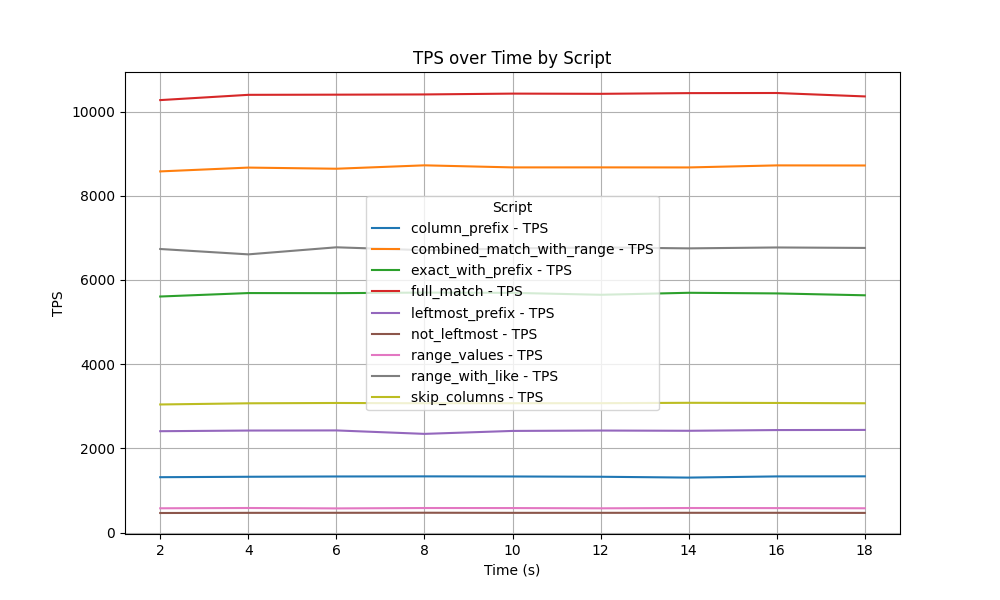 TPS over Time by Script
10000
8000
6000
4000
2000
0
TPS
Script
column_prefix - TPS
combined_match_with_range - TPS
exact_with_prefix - TPS
full_match - TPS
leftmost_prefix - TPS
not_leftmost - TPS
range_values - TPS
range_with_like - TPS
skip_columns - TPS
2 4 6 8 10 12 14 16 18
Time (s)